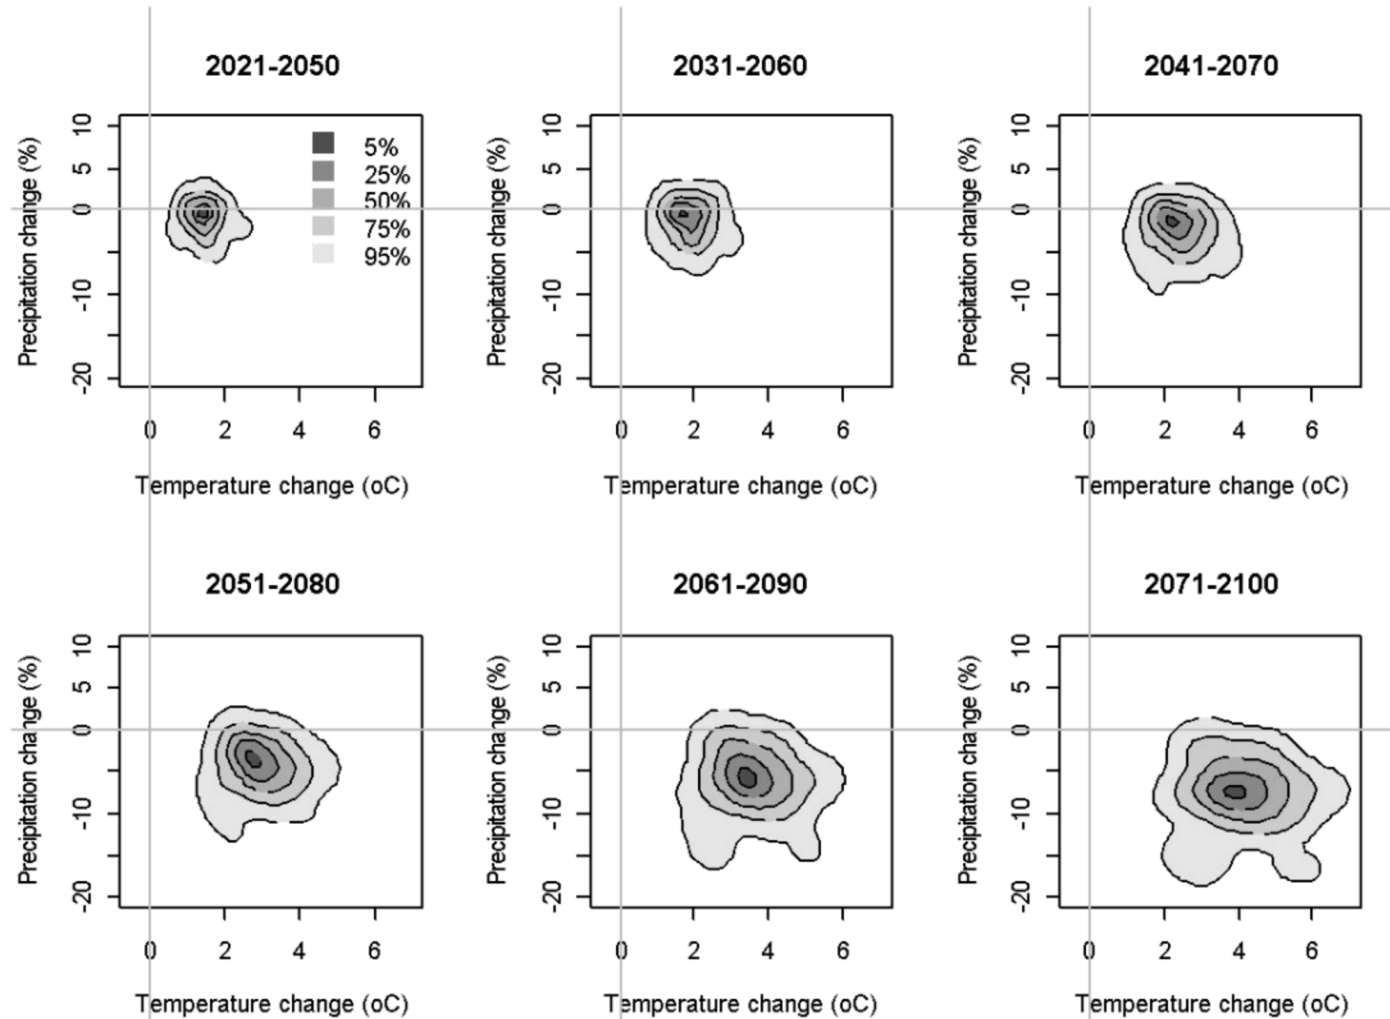 2021-2050
2031-2060
2041-2070
Precipitation change (%)
10
5
0
-10
-20
5%
25%
50%
75%
95%
0 2 4 6
Temperature change (oC)
Precipitation change (%)
10
5
0
-10
-20
0 2 4 6
Temperature change (oC)
Precipitation change (%)
10
5
0
-10
-20
0 2 4 6
Temperature change (oC)
2051-2080
2061-2090
2071-2100
Precipitation change (%)
10
5
0
-10
-20
0 2 4 6
Temperature change (oC)
Precipitation change (%)
10
5
0
-10
-20
0 2 4 6
Temperature change (oC)
Precipitation change (%)
10
5
0
-10
-20
0 2 4 6
Temperature change (oC)